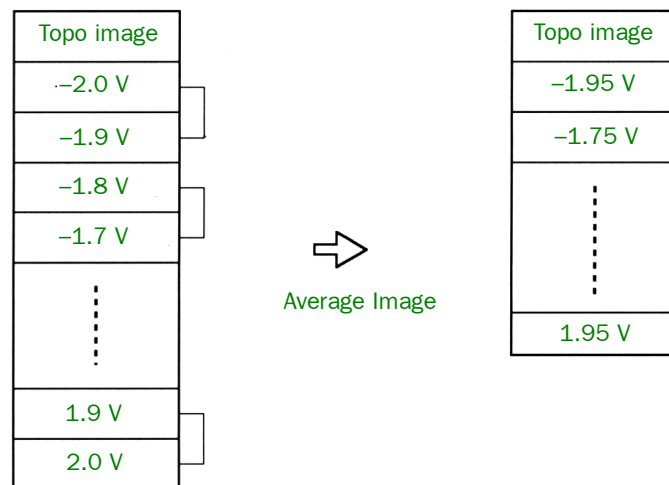 Topo image
–2.0 V
–1.9 V
–1.8 V
–1.7 V
1.9 V
2.0 V
Average Image
Topo image
–1.95 V
–1.75 V
1.95 V